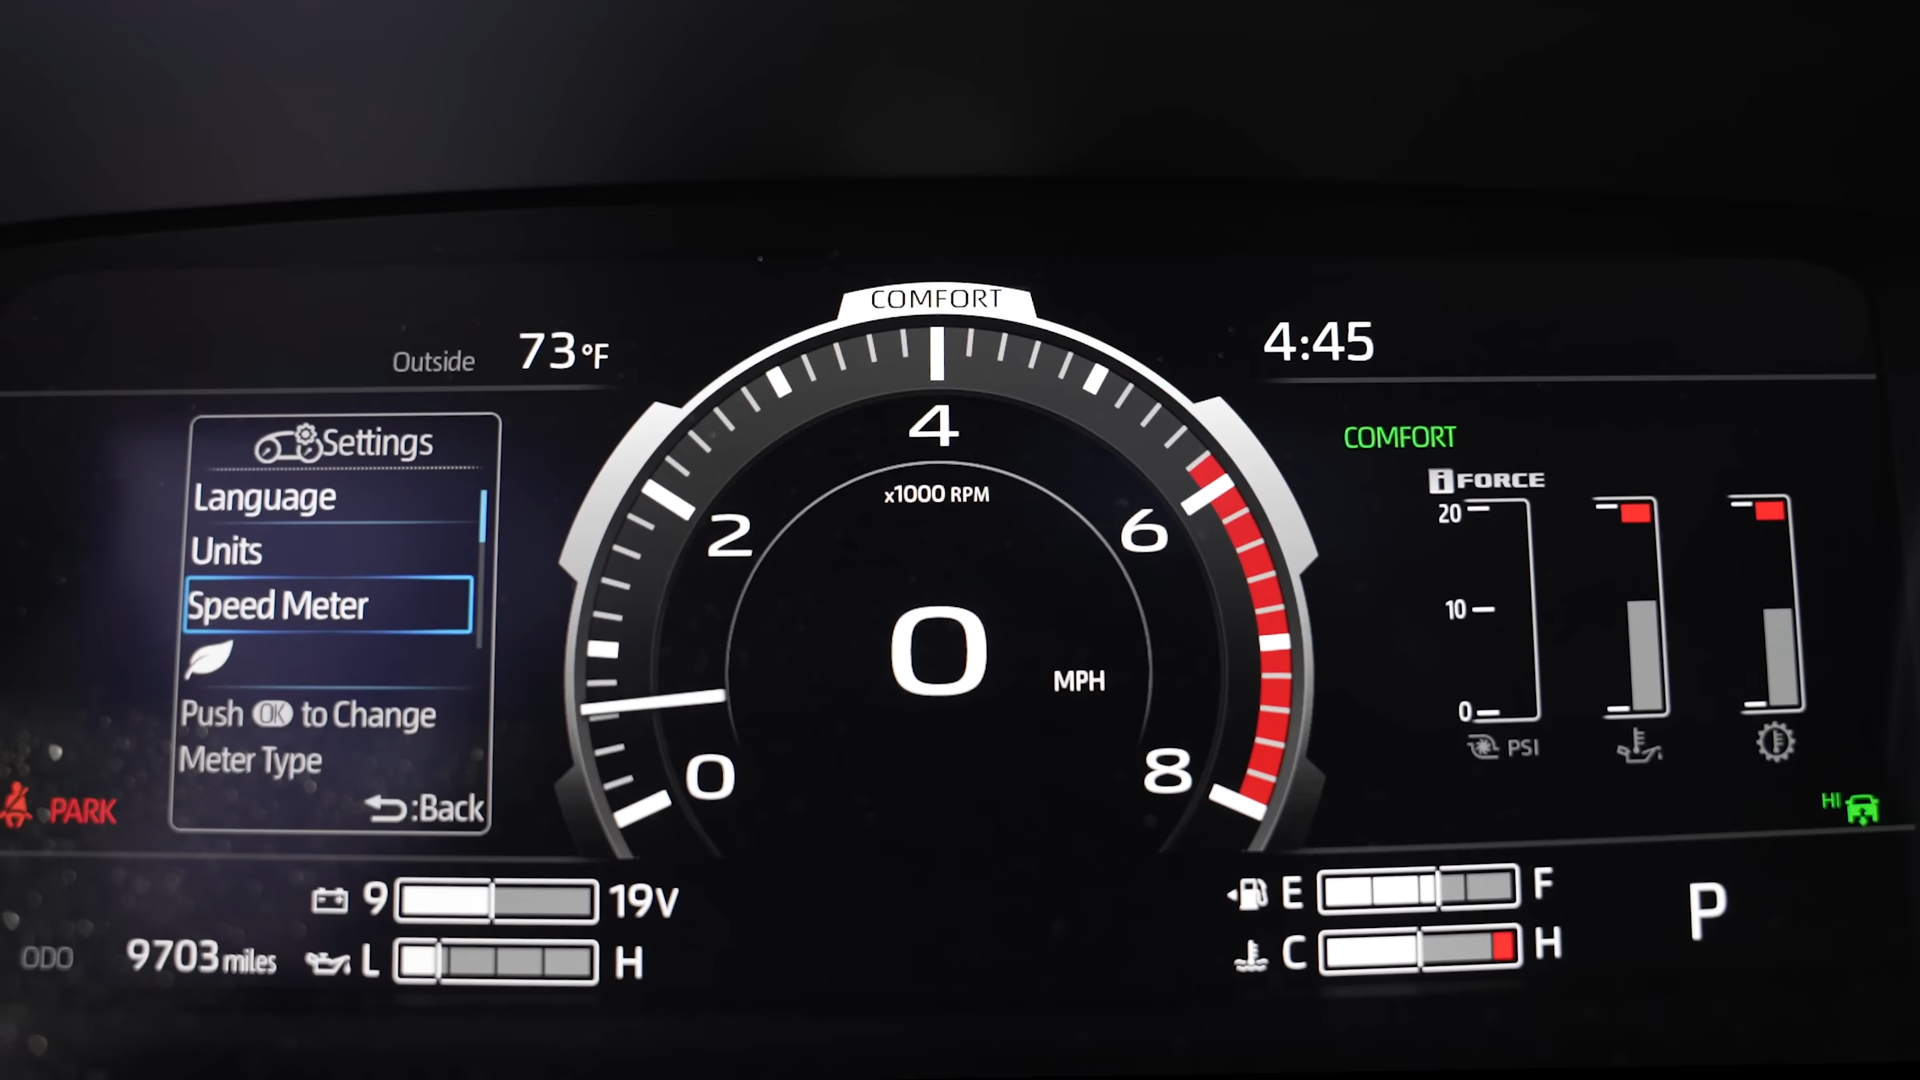 COMFORT
Outside 73°F
4:45
Settings
Language
Units
Speed Meter
Push OK to Change
Meter Type
:Back
PARK
0
2
4
6
8
x1000 RPM
0 MPH
COMFORT
i FORCE
20
10
0
PSI
HI
9 19V
ODO 9703 miles
L H
E F
C H
P